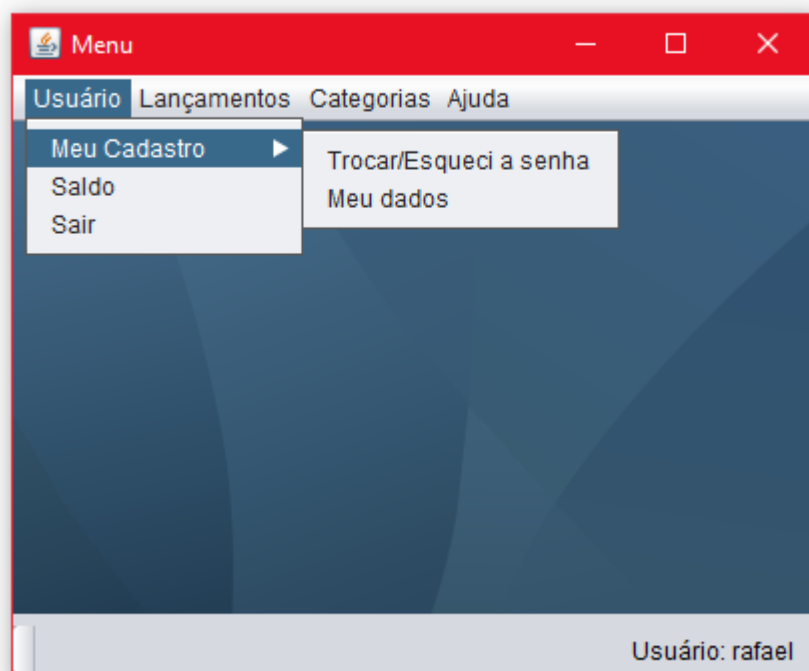 Menu
Usuário Lançamentos Categorias Ajuda
Meu Cadastro
Saldo
Sair
Trocar/Esqueci a senha
Meu dados
Usuário: rafael